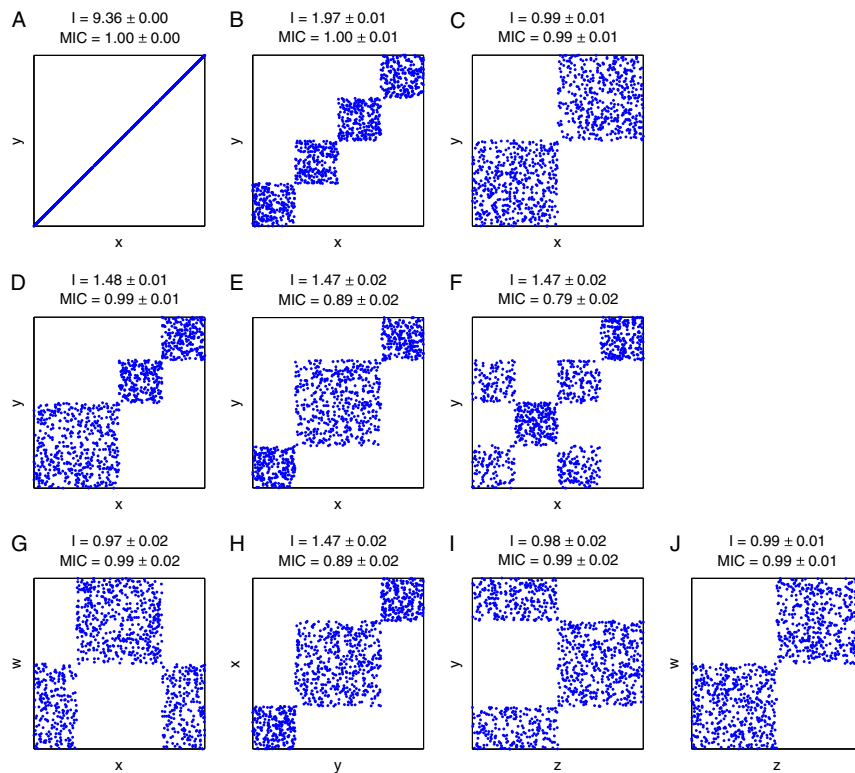 A
I = 9.36 ± 0.00
MIC = 1.00 ± 0.00
y
x
B
I = 1.97 ± 0.01
MIC = 1.00 ± 0.01
y
x
C
I = 0.99 ± 0.01
MIC = 0.99 ± 0.01
y
x
D
I = 1.48 ± 0.01
MIC = 0.99 ± 0.01
y
x
E
I = 1.47 ± 0.02
MIC = 0.89 ± 0.02
y
x
F
I = 1.47 ± 0.02
MIC = 0.79 ± 0.02
y
x
G
I = 0.97 ± 0.02
MIC = 0.99 ± 0.02
w
x
H
I = 1.47 ± 0.02
MIC = 0.89 ± 0.02
x
y
I
I = 0.98 ± 0.02
MIC = 0.99 ± 0.02
y
z
J
I = 0.99 ± 0.01
MIC = 0.99 ± 0.01
w
z